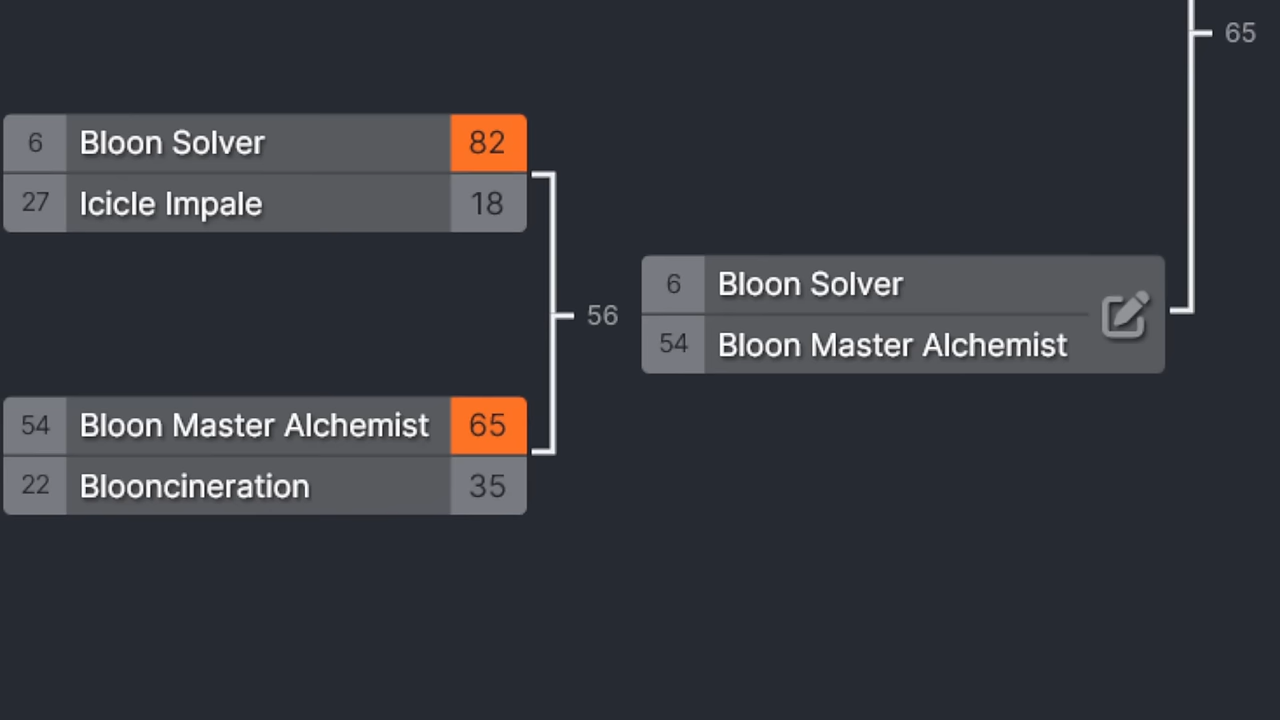 65
6 Bloon Solver 82
27 Icicle Impale 18
56
6 Bloon Solver
54 Bloon Master Alchemist
54 Bloon Master Alchemist 65
22 Blooncineration 35